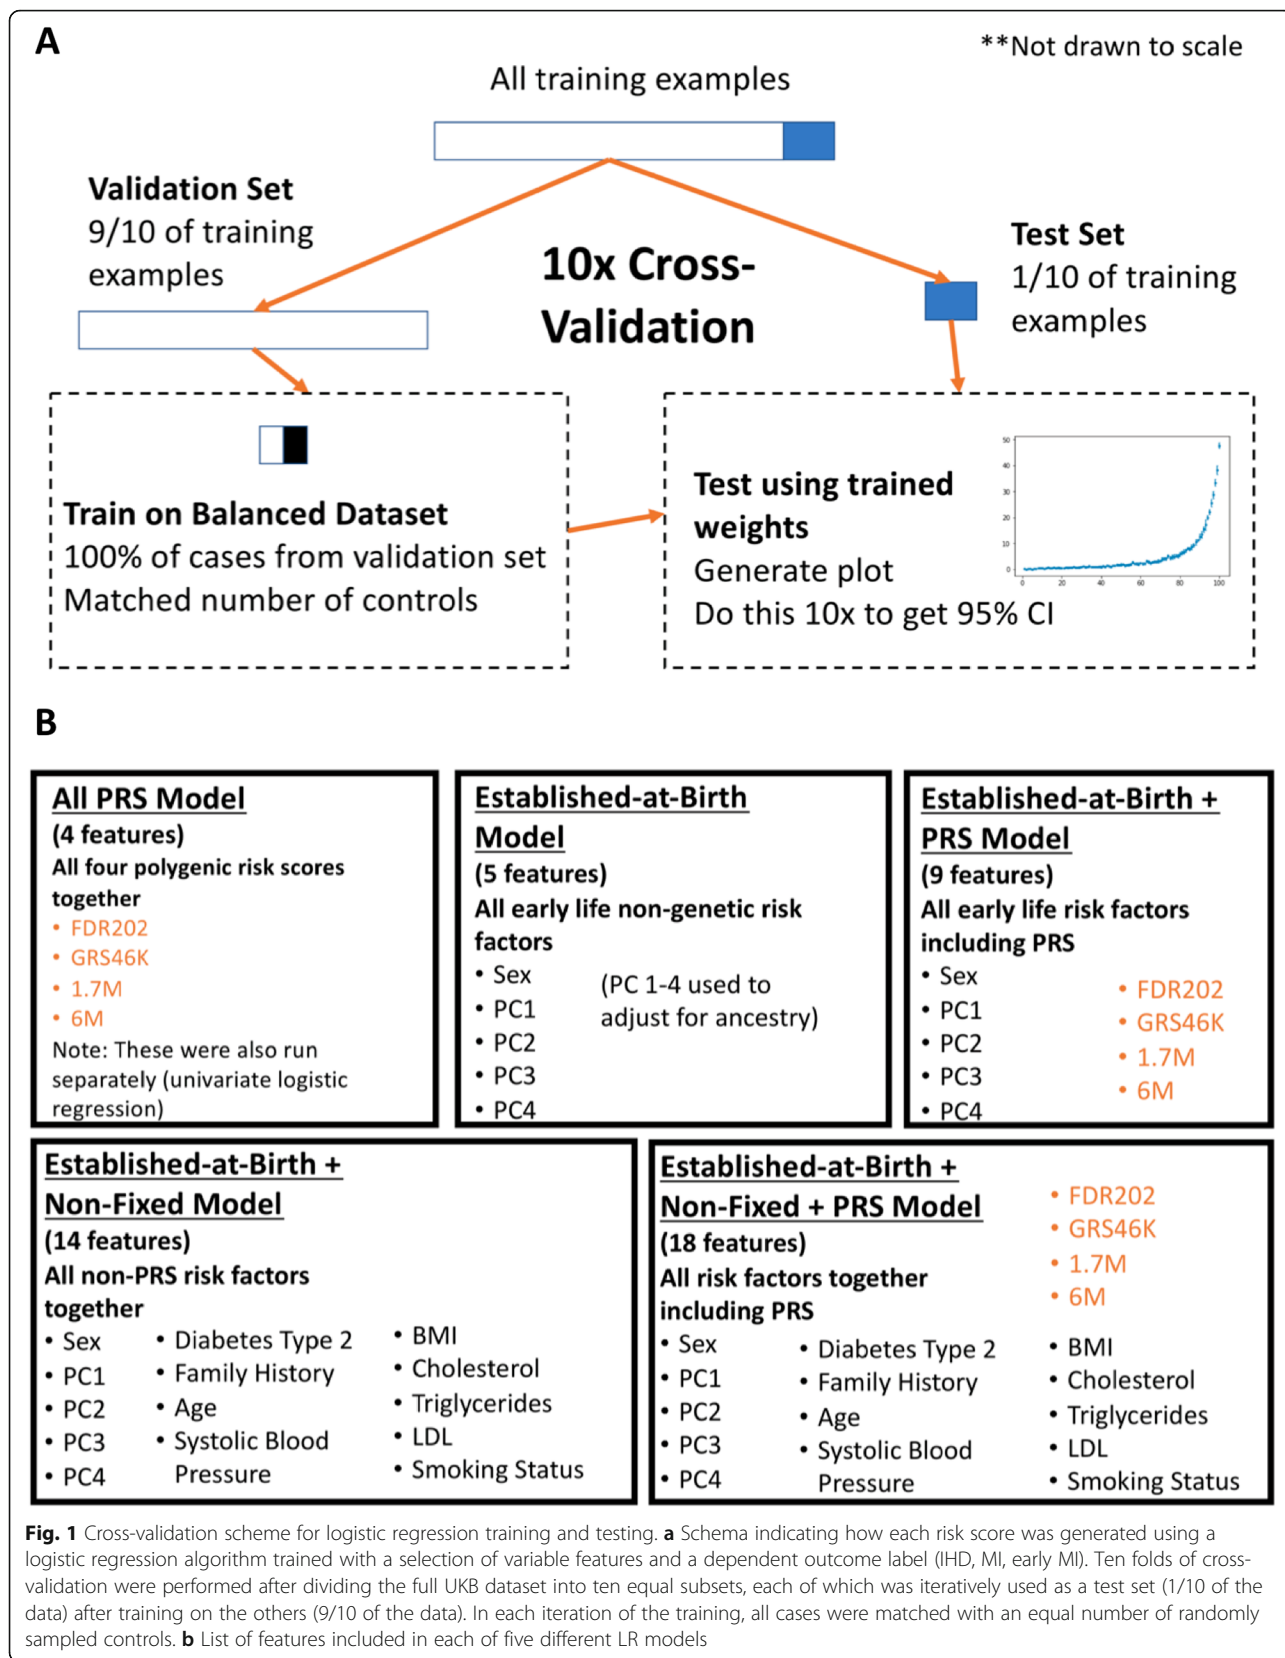 A
**Not drawn to scale
All training examples
Validation Set
9/10 of training
examples
10x Cross-
Validation
Test Set
1/10 of training
examples
Train on Balanced Dataset
100% of cases from validation set
Matched number of controls
Test using trained
weights
Generate plot
Do this 10x to get 95% CI
50
40
30
20
10
0
0 20 40 60 80 100
B
All PRS Model
(4 features)
All four polygenic risk scores
together
• FDR202
• GRS46K
• 1.7M
• 6M
Note: These were also run
separately (univariate logistic
regression)
Established-at-Birth
Model
(5 features)
All early life non-genetic risk
factors
• Sex
• PC1
• PC2
• PC3
• PC4
(PC 1-4 used to
adjust for ancestry)
Established-at-Birth +
PRS Model
(9 features)
All early life risk factors
including PRS
• Sex
• PC1
• PC2
• PC3
• PC4
• FDR202
• GRS46K
• 1.7M
• 6M
Established-at-Birth +
Non-Fixed Model
(14 features)
All non-PRS risk factors
together
• Sex
• PC1
• PC2
• PC3
• PC4
• Diabetes Type 2
• Family History
• Age
• Systolic Blood
Pressure
• BMI
• Cholesterol
• Triglycerides
• LDL
• Smoking Status
Established-at-Birth +
Non-Fixed + PRS Model
(18 features)
All risk factors together
including PRS
• Sex
• PC1
• PC2
• PC3
• PC4
• Diabetes Type 2
• Family History
• Age
• Systolic Blood
Pressure
• FDR202
• GRS46K
• 1.7M
• 6M
• BMI
• Cholesterol
• Triglycerides
• LDL
• Smoking Status
Fig. 1 Cross-validation scheme for logistic regression training and testing. a Schema indicating how each risk score was generated using a
logistic regression algorithm trained with a selection of variable features and a dependent outcome label (IHD, MI, early MI). Ten folds of cross-
validation were performed after dividing the full UKB dataset into ten equal subsets, each of which was iteratively used as a test set (1/10 of the
data) after training on the others (9/10 of the data). In each iteration of the training, all cases were matched with an equal number of randomly
sampled controls. b List of features included in each of five different LR models